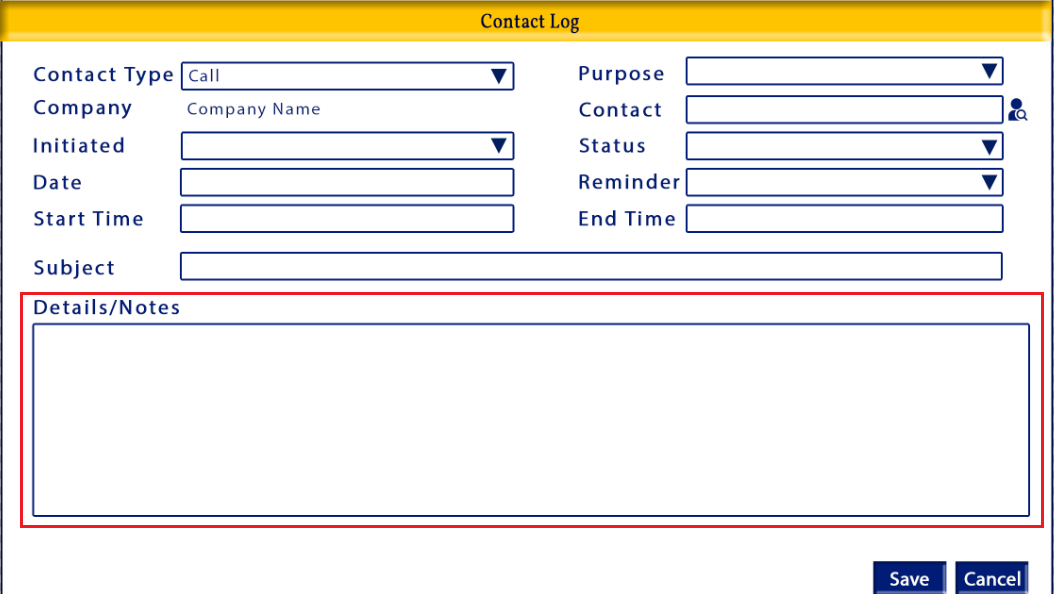 Contact Log
Contact Type Call Purpose
Company Company Name Contact
Initiated Status
Date Reminder
Start Time End Time
Subject
Details/Notes
Save Cancel